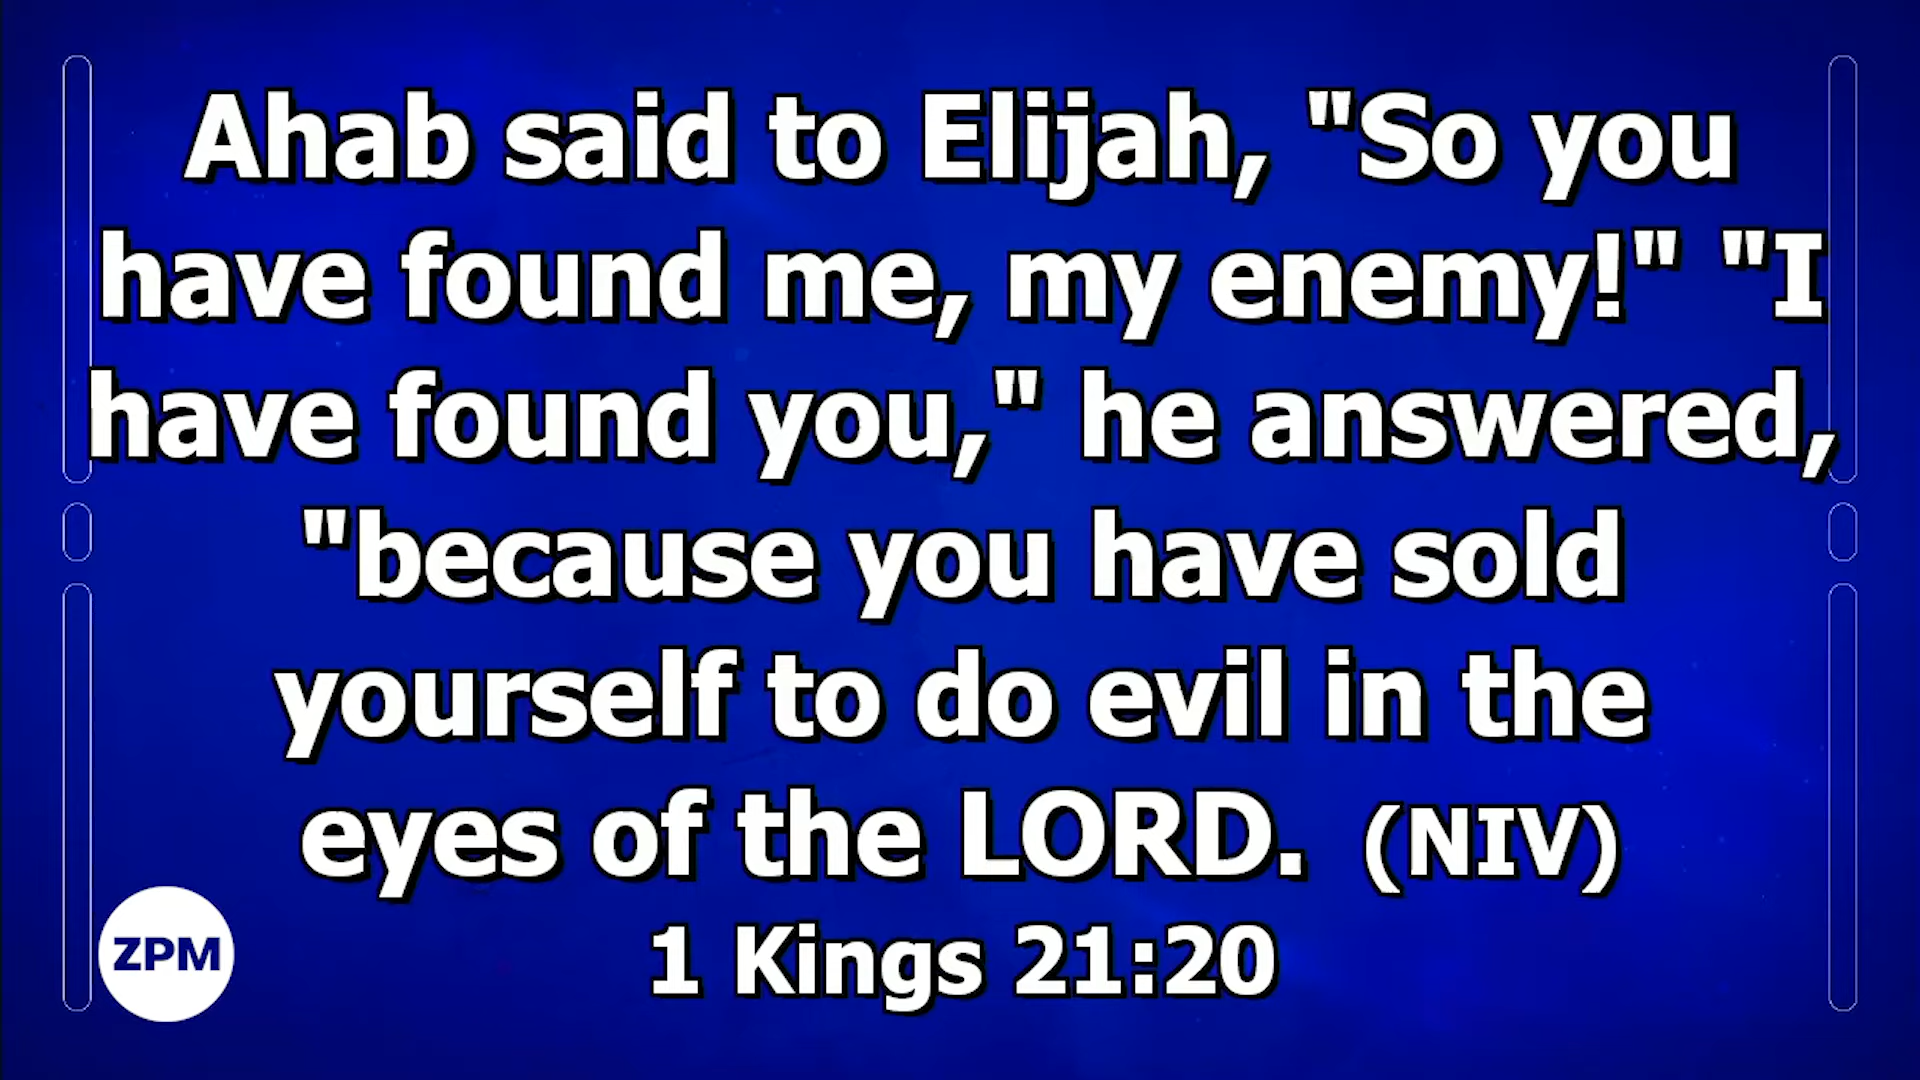 Ahab said to Elijah, "So you
have found me, my enemy!" "I
have found you," he answered,
"because you have sold
yourself to do evil in the
eyes of the LORD. (NIV)
1 Kings 21:20
ZPM